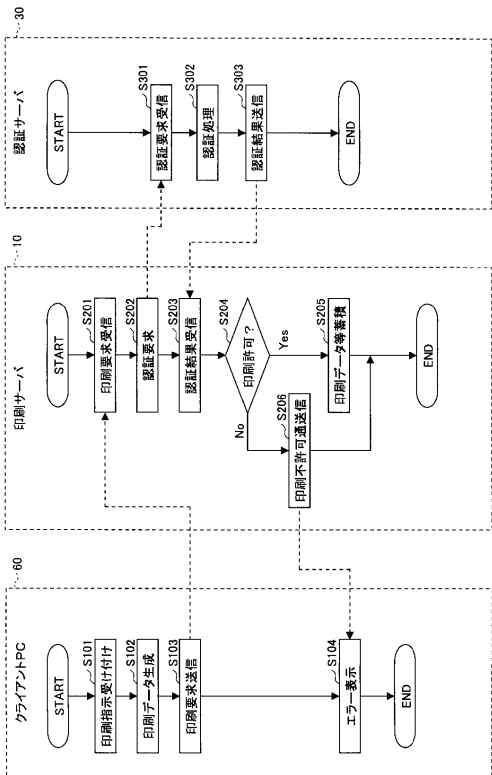 クライアントPC
60
START
印刷指示受け付け
S101
印刷データ生成
S102
印刷要求送信
S103
エラー表示
S104
END
印刷サーバ
10
START
印刷要求受信
S201
認証要求
S202
認証結果受信
S203
印刷許可？
S204
Yes
No
印刷データ等蓄積
S205
印刷不許可通送信
S206
END
認証サーバ
30
START
認証要求受信
S301
認証処理
S302
認証結果送信
S303
END